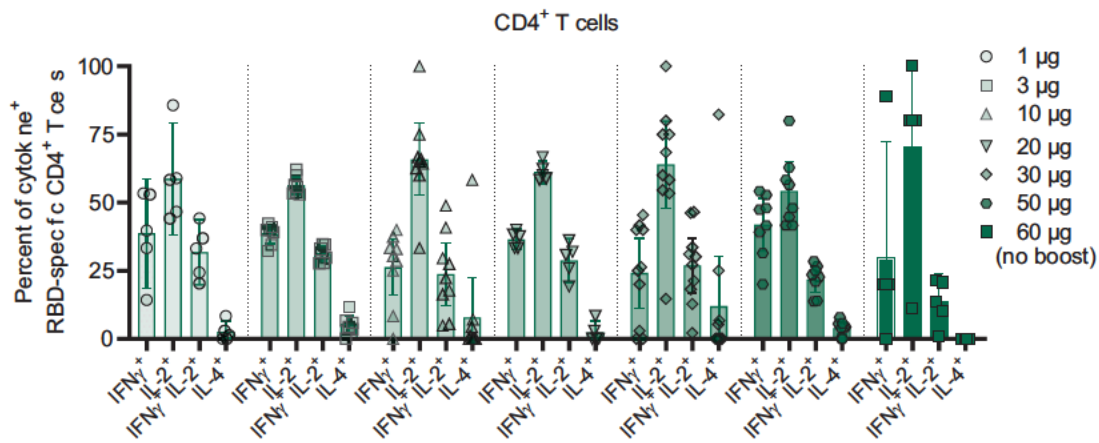 CD4+ T cells
Percent of cytok ne+
RBD-spec f c CD4+ T ce s
100
75
50
25
0
IFNγ+
IL-2+
IFNγ+IL-2+
IL-4+
IFNγ+
IL-2+
IFNγ+IL-2+
IL-4+
IFNγ+
IL-2+
IFNγ+IL-2+
IL-4+
IFNγ+
IL-2+
IFNγ+IL-2+
IL-4+
IFNγ+
IL-2+
IFNγ+IL-2+
IL-4+
IFNγ+
IL-2+
IFNγ+IL-2+
IL-4+
IFNγ+
IL-2+
IFNγ+IL-2+
IL-4+
1 µg
3 µg
10 µg
20 µg
30 µg
50 µg
60 µg
(no boost)